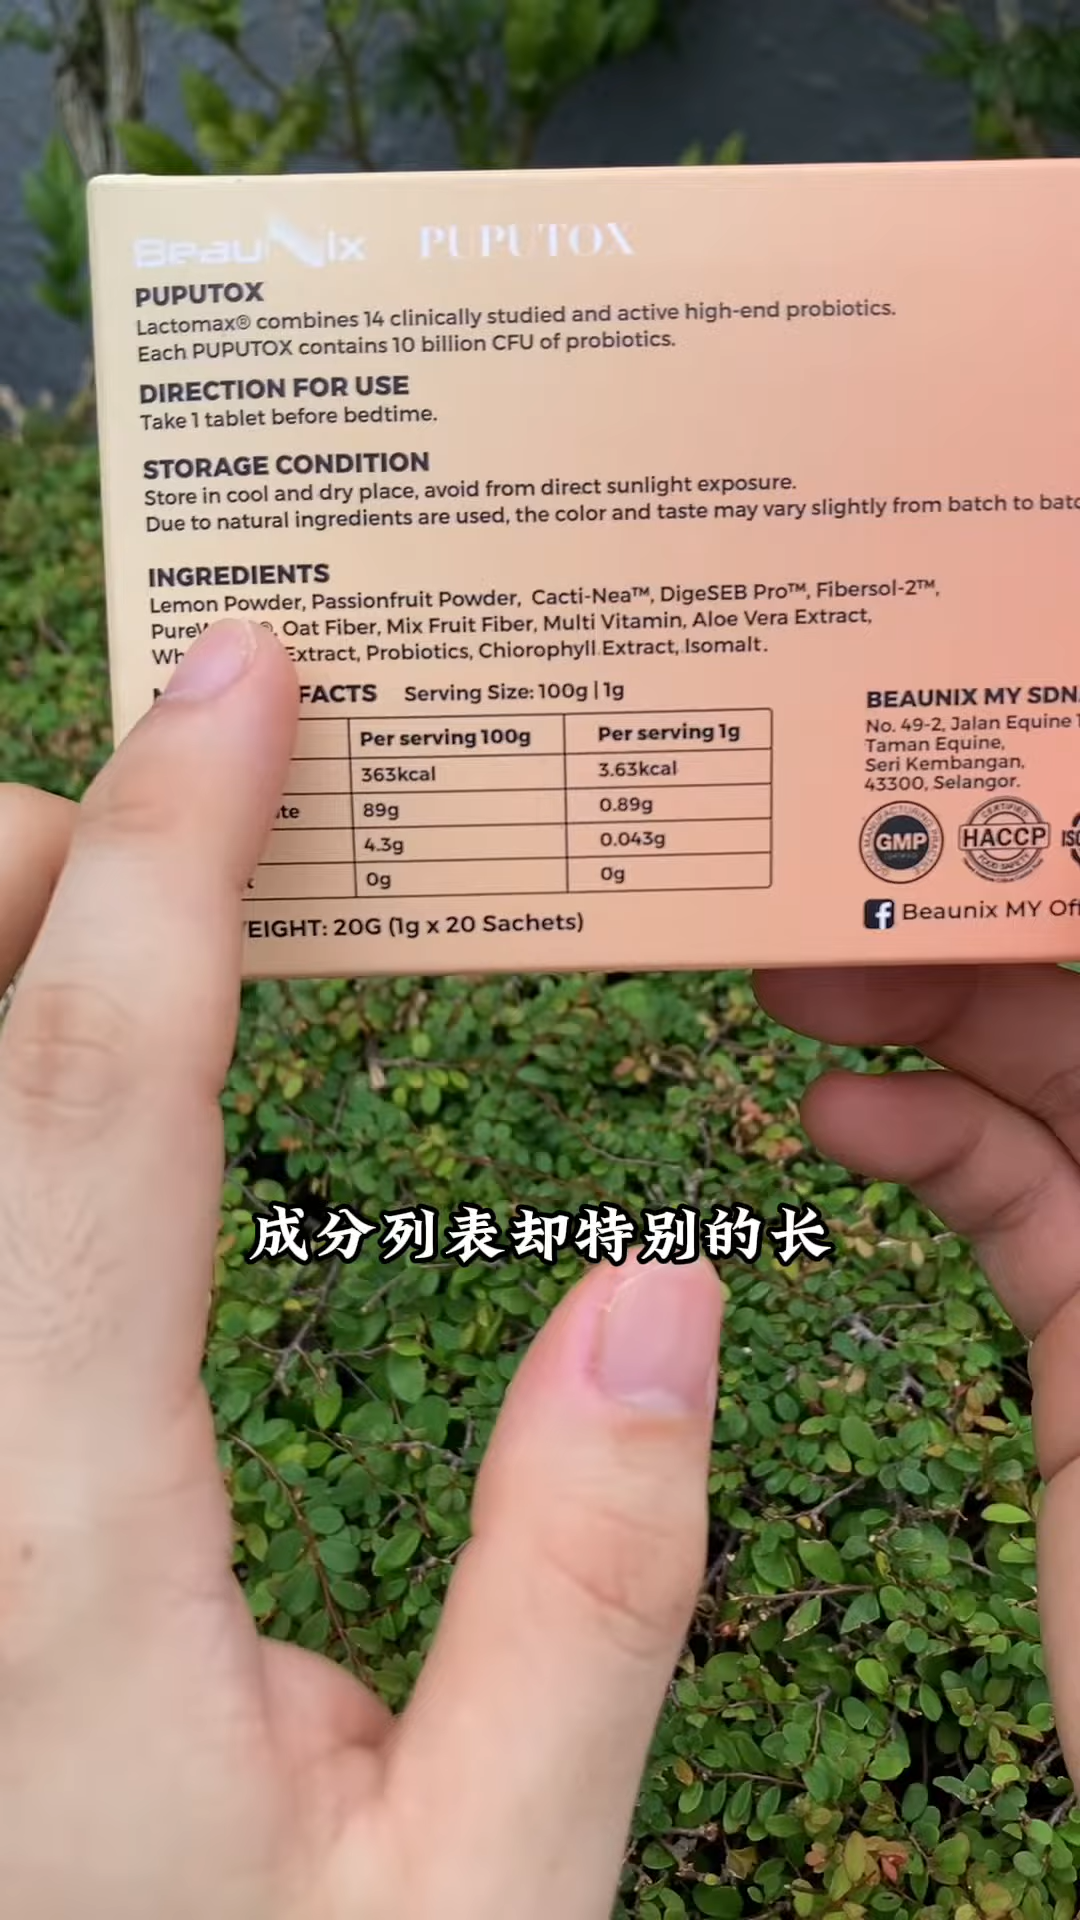 BeauNix PUPUTOX
PUPUTOX
Lactomax® combines 14 clinically studied and active high-end probiotics.
Each PUPUTOX contains 10 billion CFU of probiotics.
DIRECTION FOR USE
Take 1 tablet before bedtime.
STORAGE CONDITION
Store in cool and dry place, avoid from direct sunlight exposure.
Due to natural ingredients are used, the color and taste may vary slightly from batch to
INGREDIENTS
Lemon Powder, Passionfruit Powder, Cacti-Nea™, DigeSEB Pro™, Fibersol-2™,
Oat Fiber, Mix Fruit Fiber, Multi Vitamin, Aloe Vera Extract,
Extract, Probiotics, Chlorophyll Extract, Isomalt.
FACTS Serving Size: 100g | 1g
Per serving 100g Per serving 1g
363kcal 3.63kcal
89g 0.89g
4.3g 0.043g
0g 0g
20G (1g x 20 Sachets)
BEAUNIX MY SDN
No. 49-2, Jalan Equine
Taman Equine,
Seri Kembangan,
43300, Selangor.
GOOD MANUFACTURING PRACTICE
GMP
CERTIFIED
HACCP
FOOD SAFETY
Beaunix MY
成分列表却特别的长